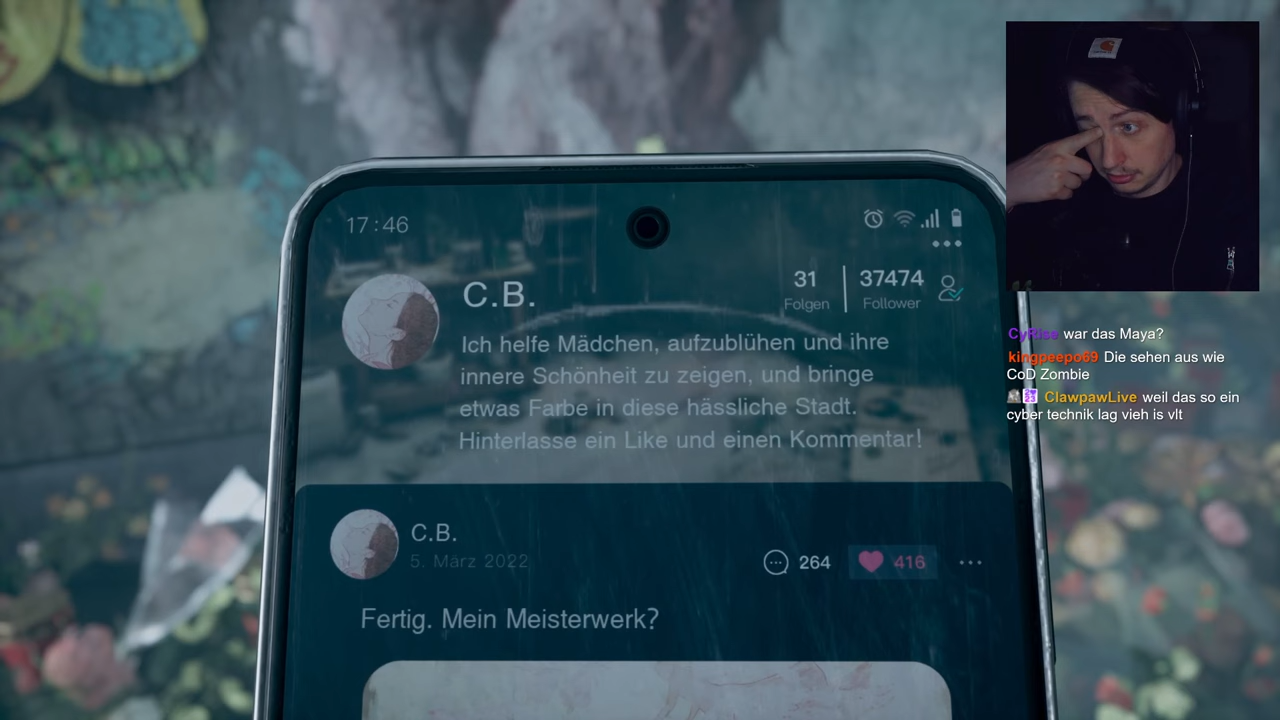 17:46
C.B.
31
Folgen
37474
Follower
Ich helfe Mädchen, aufzublühen und ihre
innere Schönheit zu zeigen, und bringe
etwas Farbe in diese hässliche Stadt.
Hinterlasse ein Like und einen Kommentar!
C.B.
5. März 2022
264
416
Fertig. Mein Meisterwerk?
CyRise war das Maya?
kingpeepo69 Die sehen aus wie
CoD Zombie
ClawpawLive weil das so ein
cyber technik lag vieh is vlt